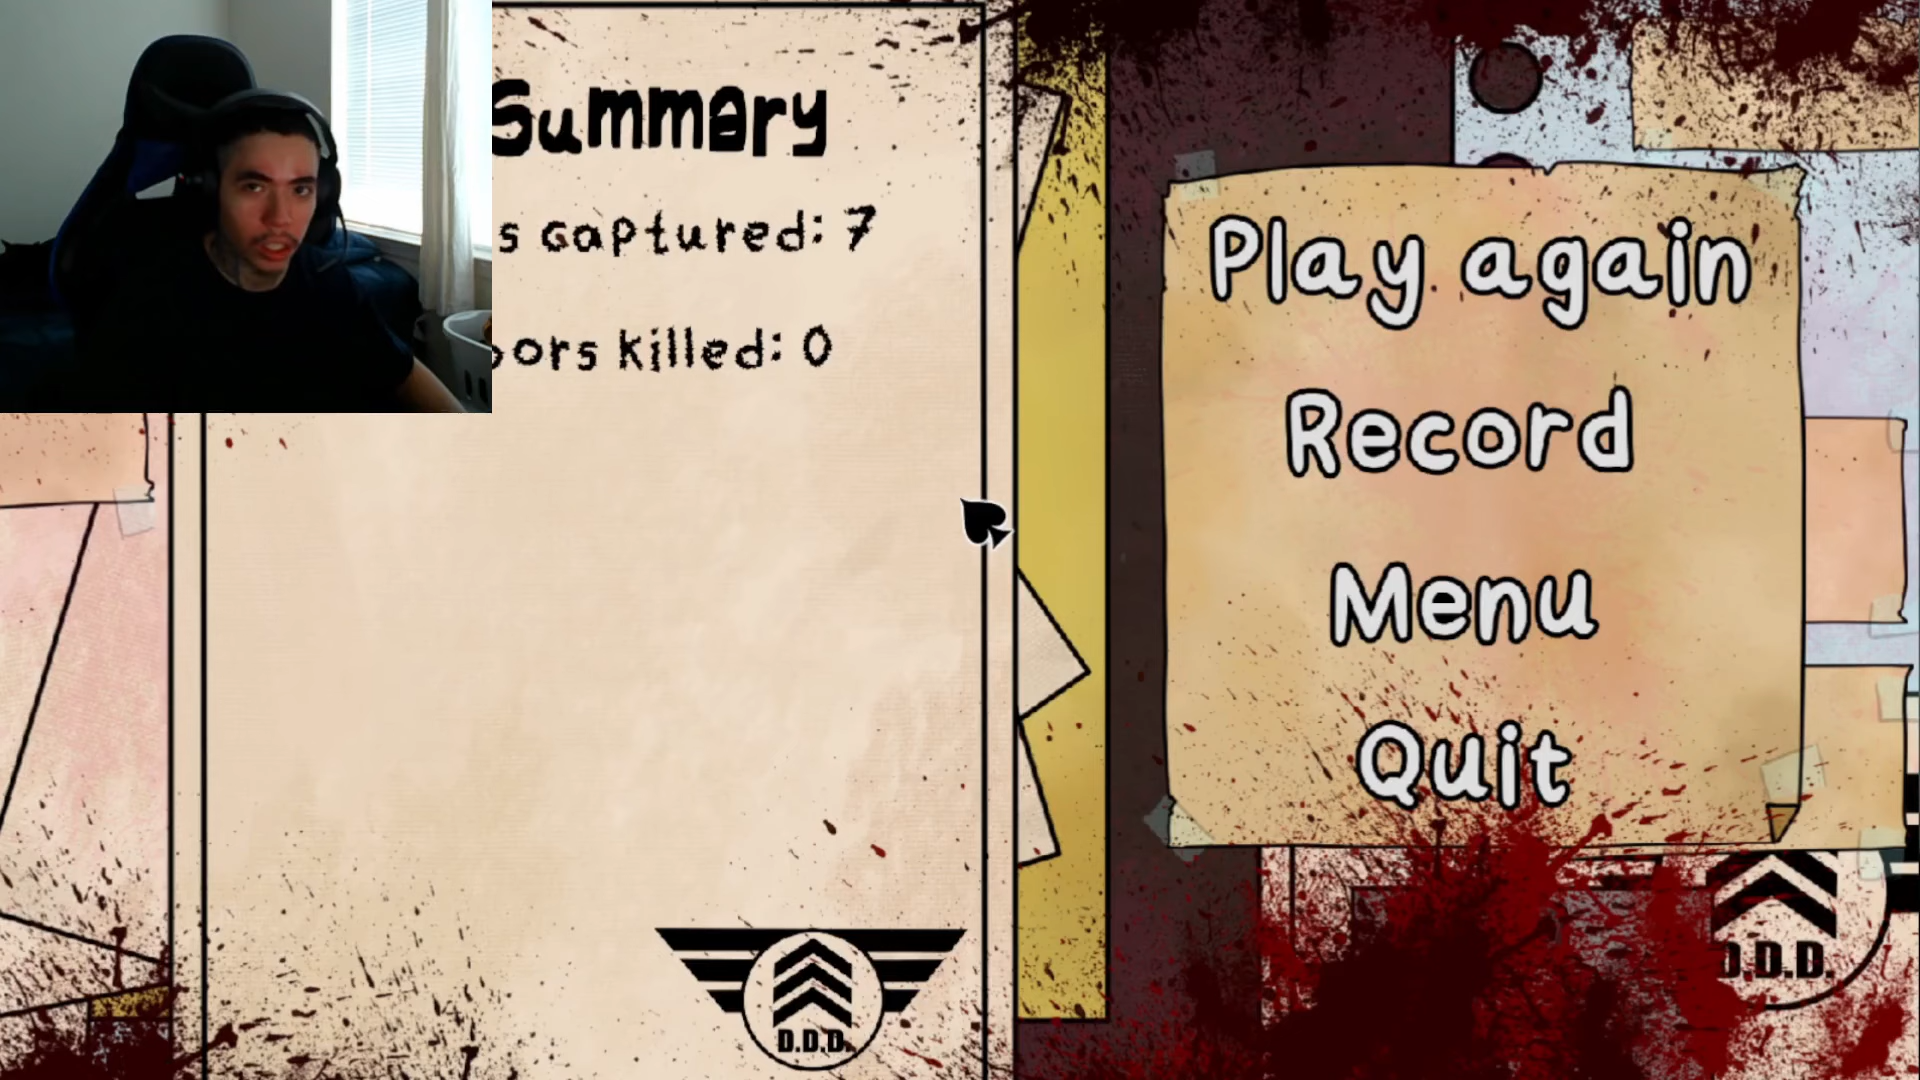 Summary
s captured: 7
ors killed: 0
Play again
Record
Menu
Quit
D.D.D.
D.D.D.